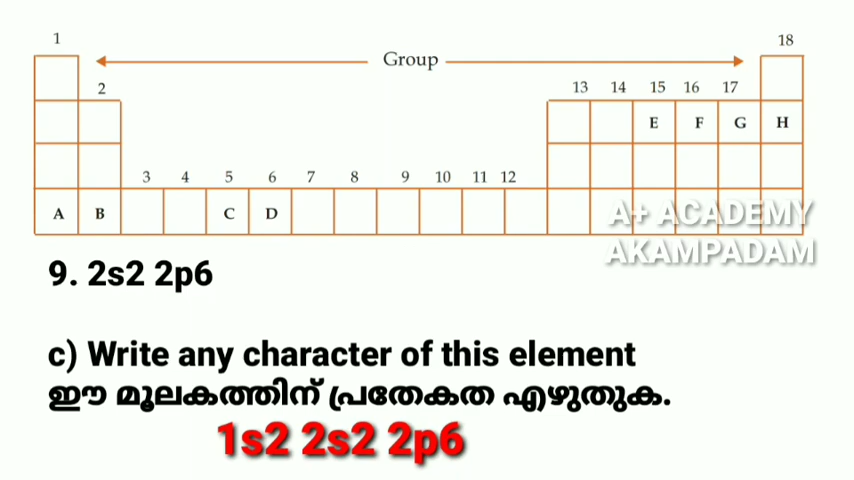 1
18
Group
2
13 14 15 16 17
E F G H
3 4 5 6 7 8 9 10 11 12
A B C D
A+ ACADEMY
AKAMPADAM
9. 2s2 2p6
c) Write any character of this element
ഈ മൂലകത്തിന് പ്രതേകത എഴുതുക.
1s2 2s2 2p6